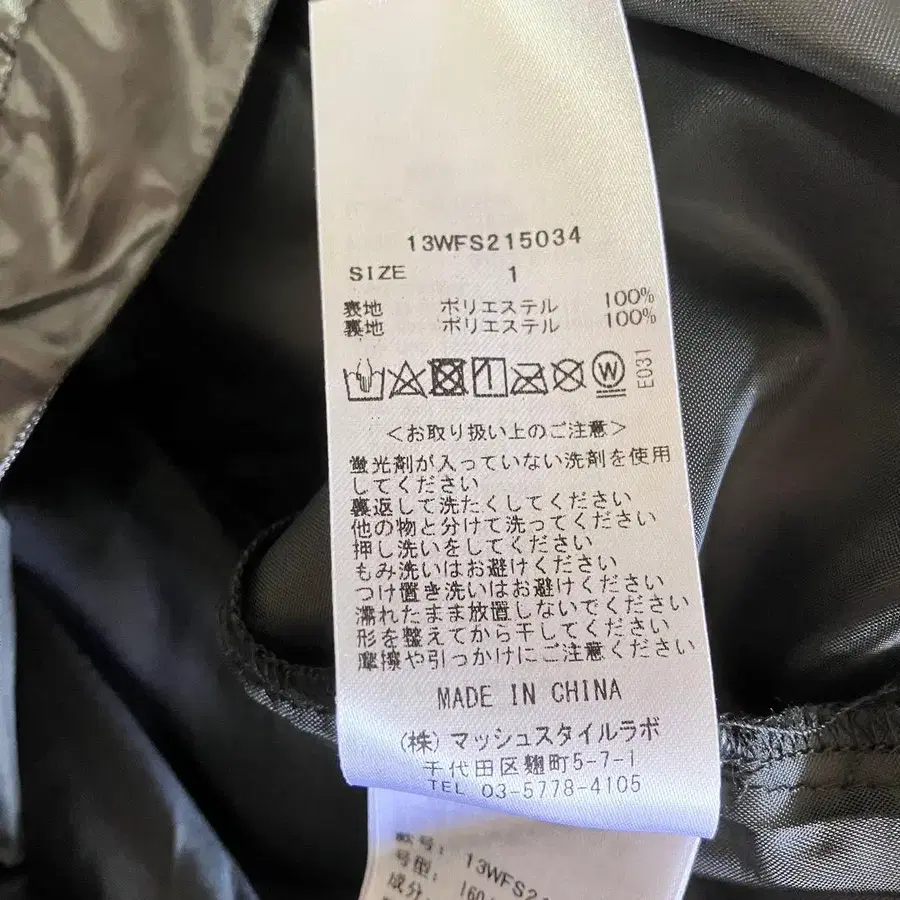 13WFS215034
SIZE 1
表地 ポリエステル 100%
裏地 ポリエステル 100%
W E031
＜お取り扱い上のご注意＞
蛍光剤が入っていない洗剤を使用
してください
裏返して洗たくしてください
他の物と分けて洗ってください
押し洗いをしてください
もみ洗いはお避けください
つけ置き洗いはお避けください
濡れたまま放置しないでください
形を整えてから干してください
摩擦や引っかけにご注意ください
MADE IN CHINA
(株) マッシュスタイルラボ
千代田区麹町5-7-1
TEL 03-5778-4105
款号: 13WFS2
号型: 160
成分: